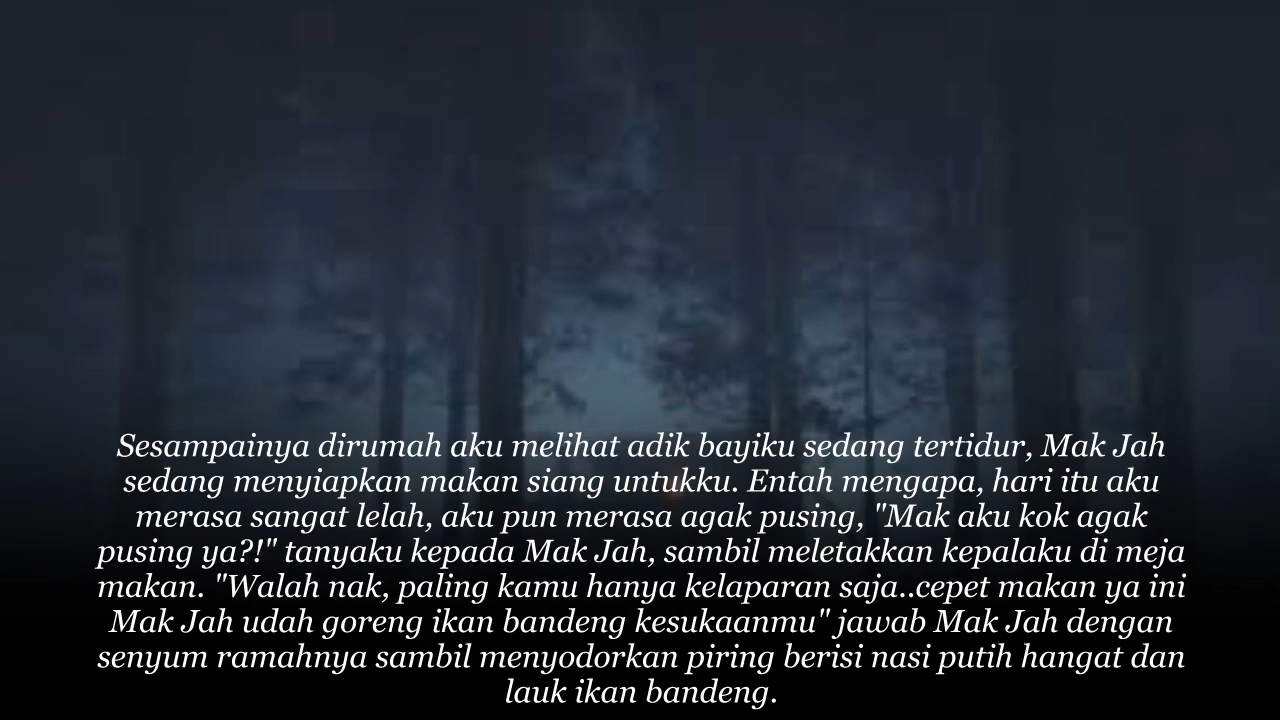 Sesampainya dirumah aku melihat adik bayiku sedang tertidur, Mak Jah
sedang menyiapkan makan siang untukku. Entah mengapa, hari itu aku
merasa sangat lelah, aku pun merasa agak pusing, "Mak aku kok agak
pusing ya?!" tanyaku kepada Mak Jah, sambil meletakkan kepalaku di meja
makan. "Walah nak, paling kamu hanya kelaparan saja..cepet makan ya ini
Mak Jah udah goreng ikan bandeng kesukaanmu" jawab Mak Jah dengan
senyum ramahnya sambil menyodorkan piring berisi nasi putih hangat dan
lauk ikan bandeng.